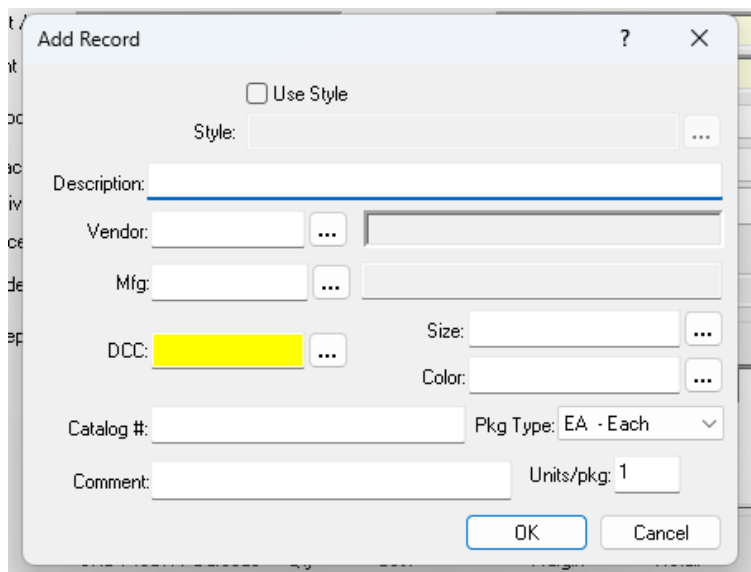 Add Record ?
Use Style
Style: ...
Description:
Vendor: ...
Mfg: ...
DCC: ...
Size: ...
Color: ...
Catalog #:
Pkg Type: EA - Each
Comment:
Units/pkg: 1
OK Cancel